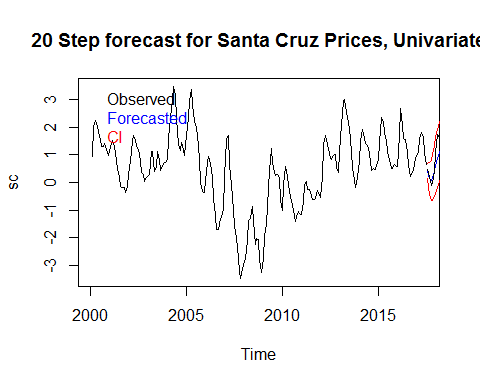 20 Step forecast for Santa Cruz Prices, Univariate
Observed
Forecasted
CI
3
2
1
0
-1
-2
-3
sc
2000 2005 2010 2015
Time